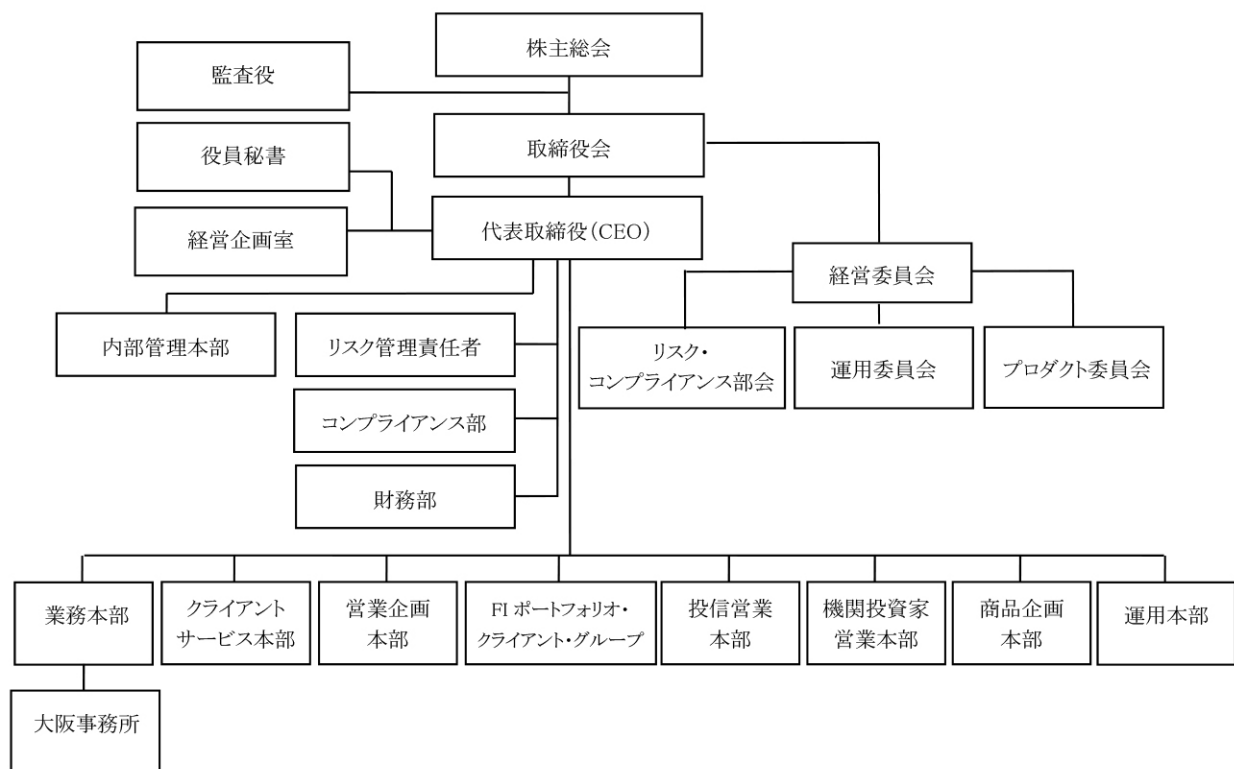 株主総会
監査役
取締役会
役員秘書
代表取締役（CEO）
経営企画室
経営委員会
内部管理本部
リスク管理責任者
リスク・
コンプライアンス部会
運用委員会
プロダクト委員会
コンプライアンス部
財務部
業務本部
クライアント
サービス本部
営業企画
本部
FI ポートフォリオ・
クライアント・グループ
投信営業
本部
機関投資家
営業本部
商品企画
本部
運用本部
大阪事務所